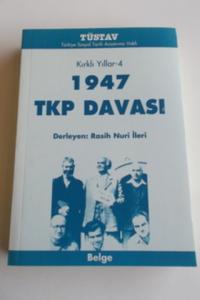 TÜSTAV
Türkiye Sosyal Tarih Araştırma Vakfı
Kırklı Yıllar-4
1947
TKP DAVASI
Derleyen: Rasih Nuri İleri
Belge